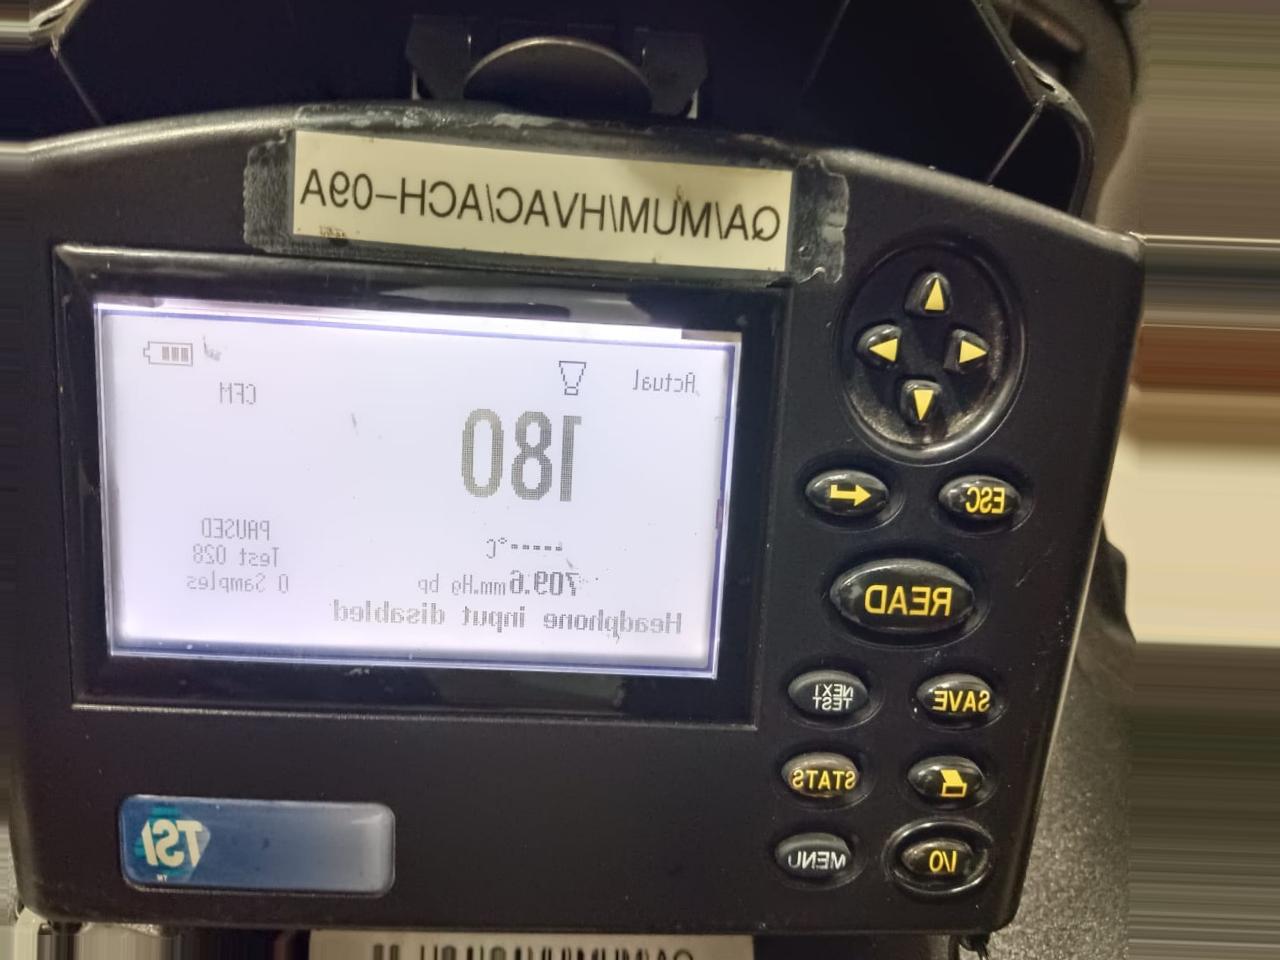 QA/MUM/HVAC/ACH-09A
Actual CFM
180
-----°C
709.6 mm.Hg bp
Headphone input disabled
PAUSED
Test 028
0 Samples
ESC
READ
SAVE
NEXT TEST
STATS
I/O
MENU
TSI